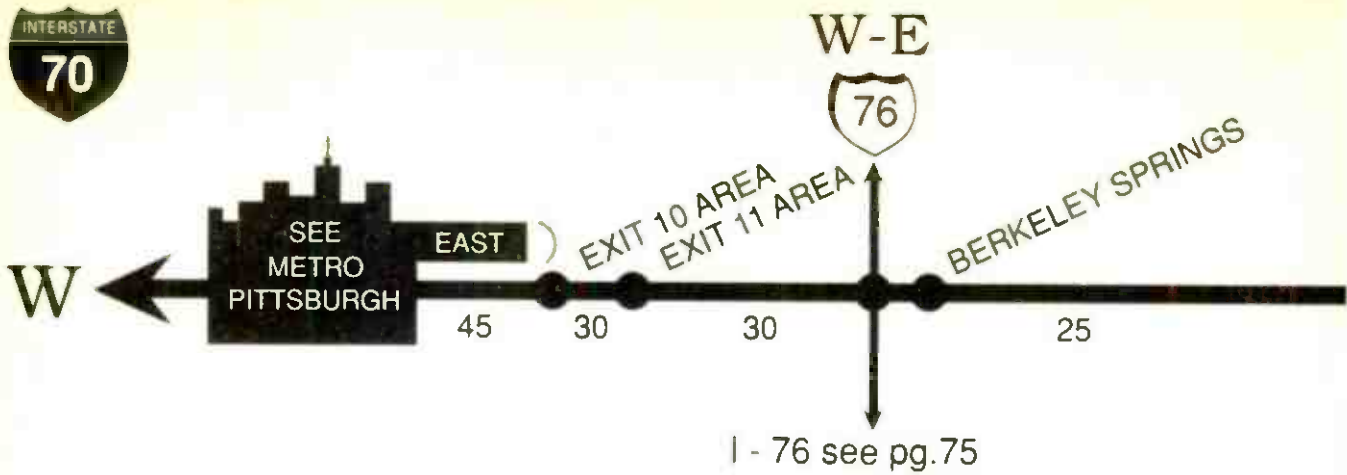 INTERSTATE
70
W-E
76
SEE
METRO
PITTSBURGH
EAST
EXIT 10 AREA
EXIT 11 AREA
BERKELEY SPRINGS
W
45
30
30
25
I - 76 see pg.75